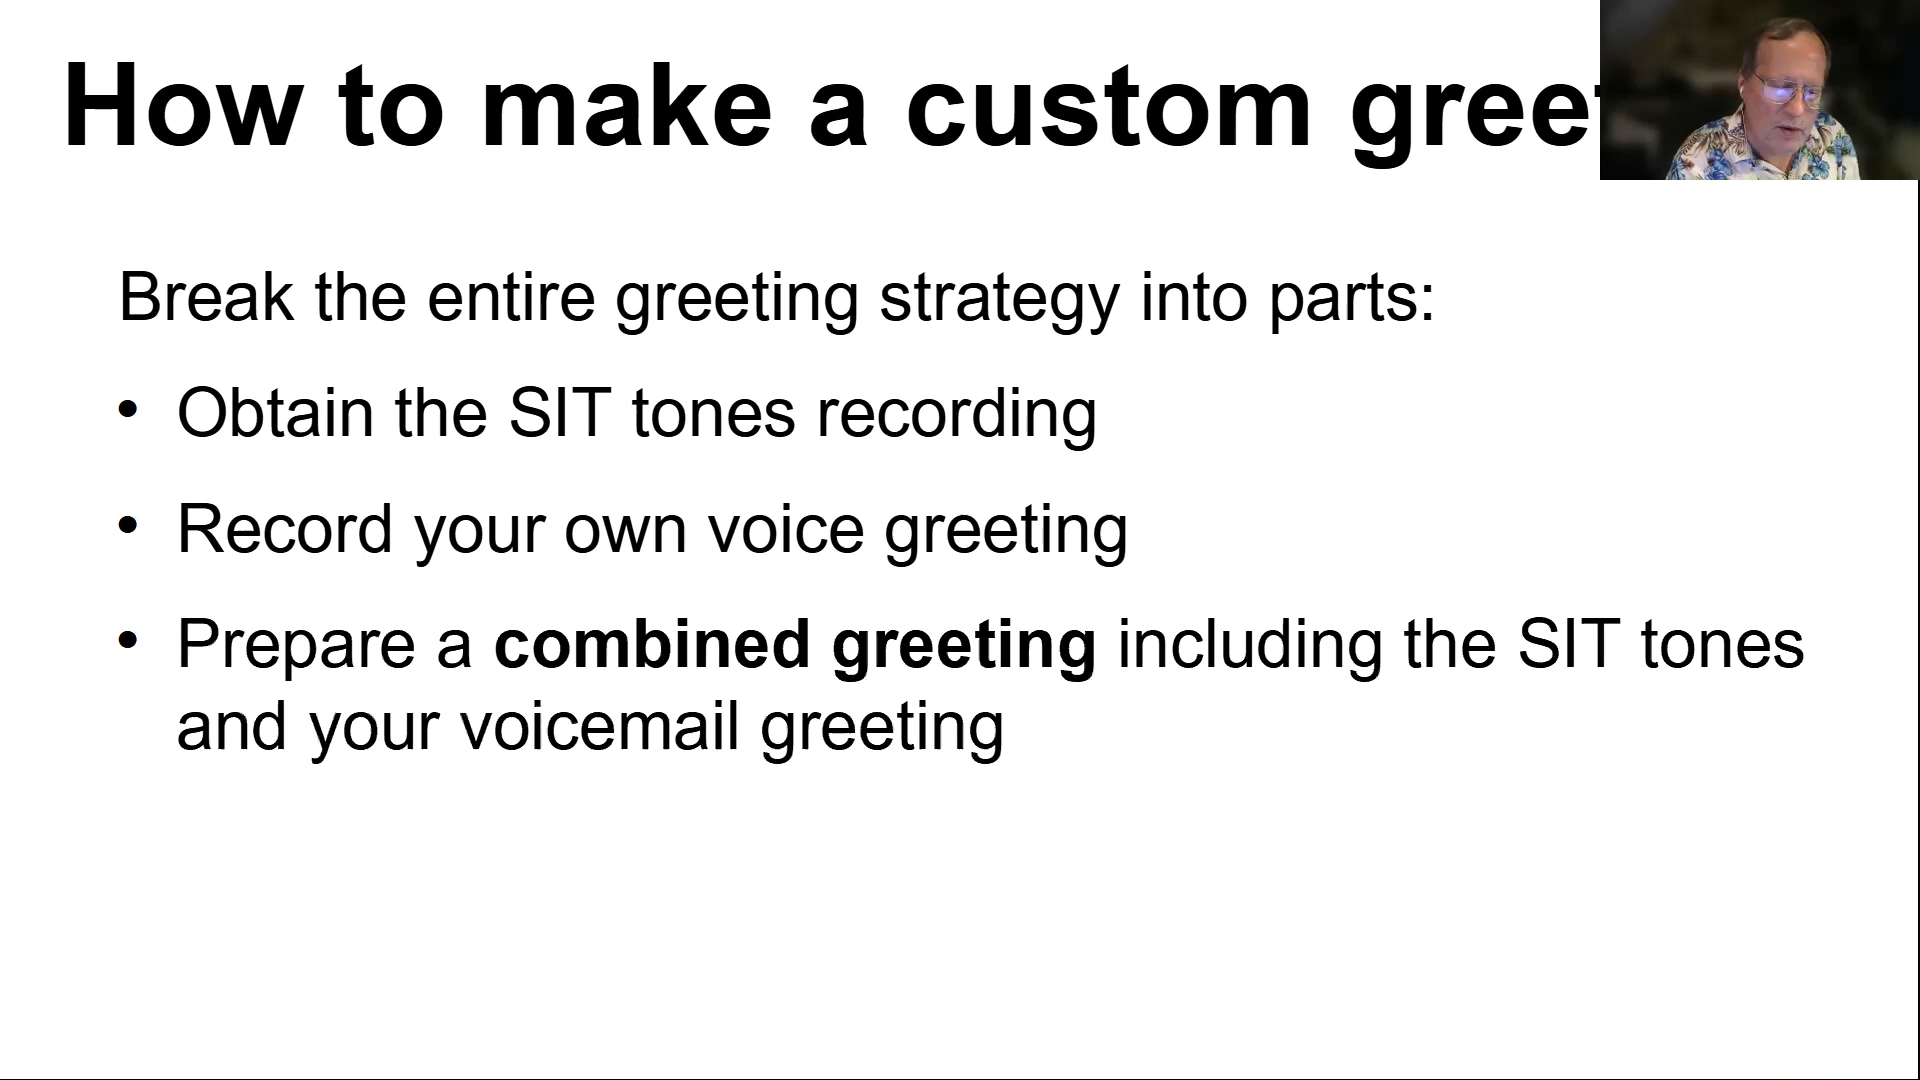 How to make a custom
Break the entire greeting strategy into parts:
• Obtain the SIT tones recording
• Record your own voice greeting
• Prepare a combined greeting including the SIT tones
and your voicemail greeting